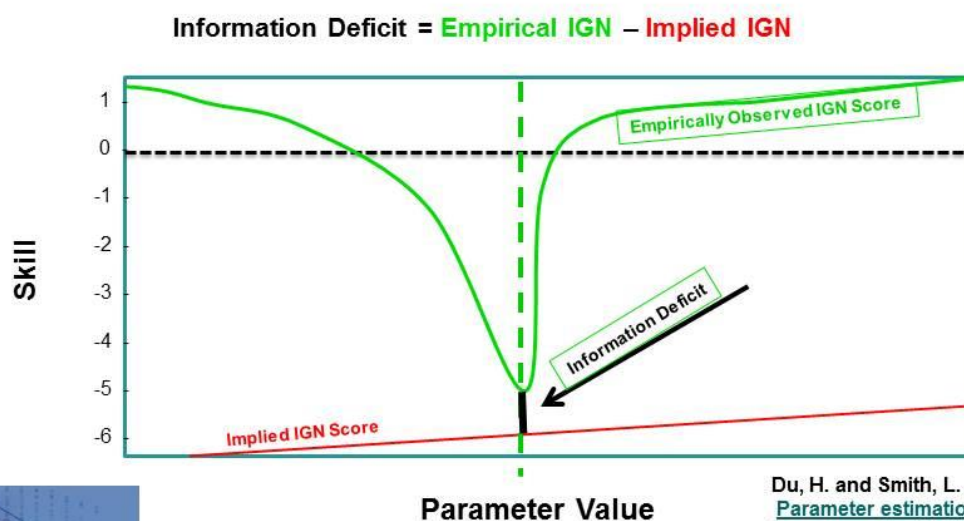 Information Deficit = Empirical IGN – Implied IGN
1
0
-1
-2
-3
-4
-5
-6
Skill
Empirically Observed IGN Score
Information Deficit
Implied IGN Score
Parameter Value
Du, H. and Smith, L.
Parameter estimatio